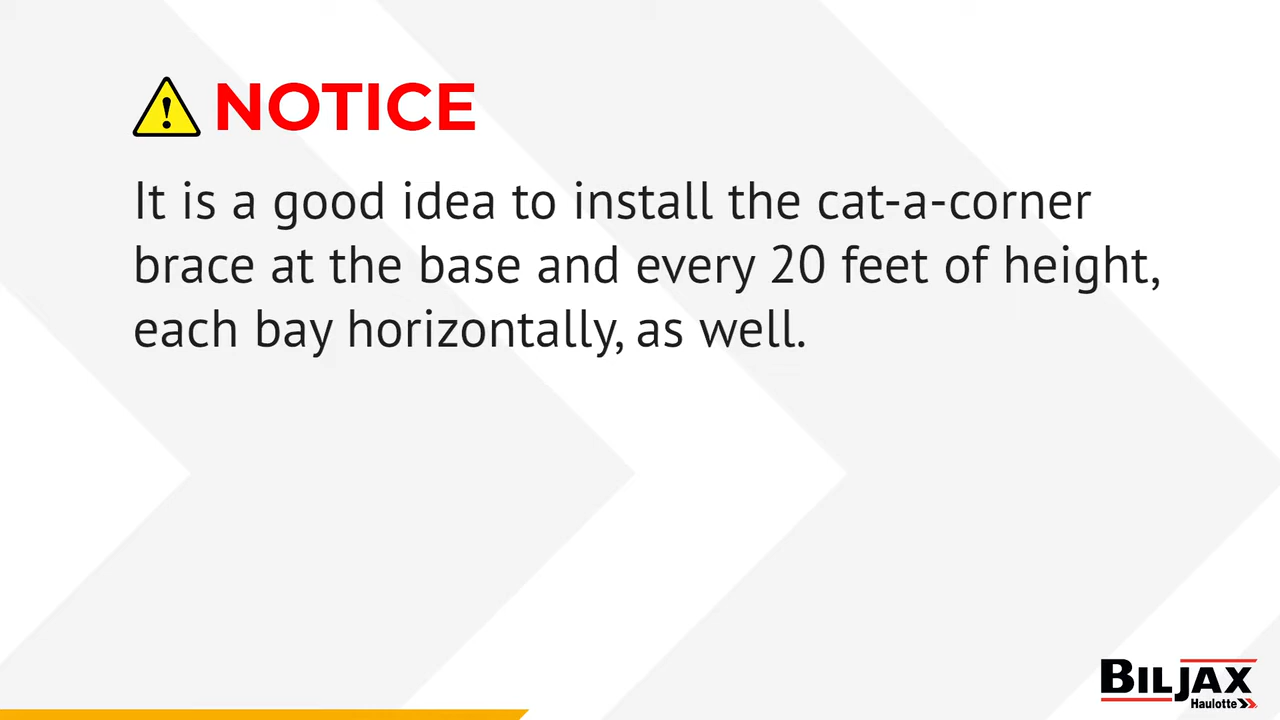 NOTICE
It is a good idea to install the cat-a-corner
brace at the base and every 20 feet of height,
each bay horizontally, as well.
BILJAX
Haulotte